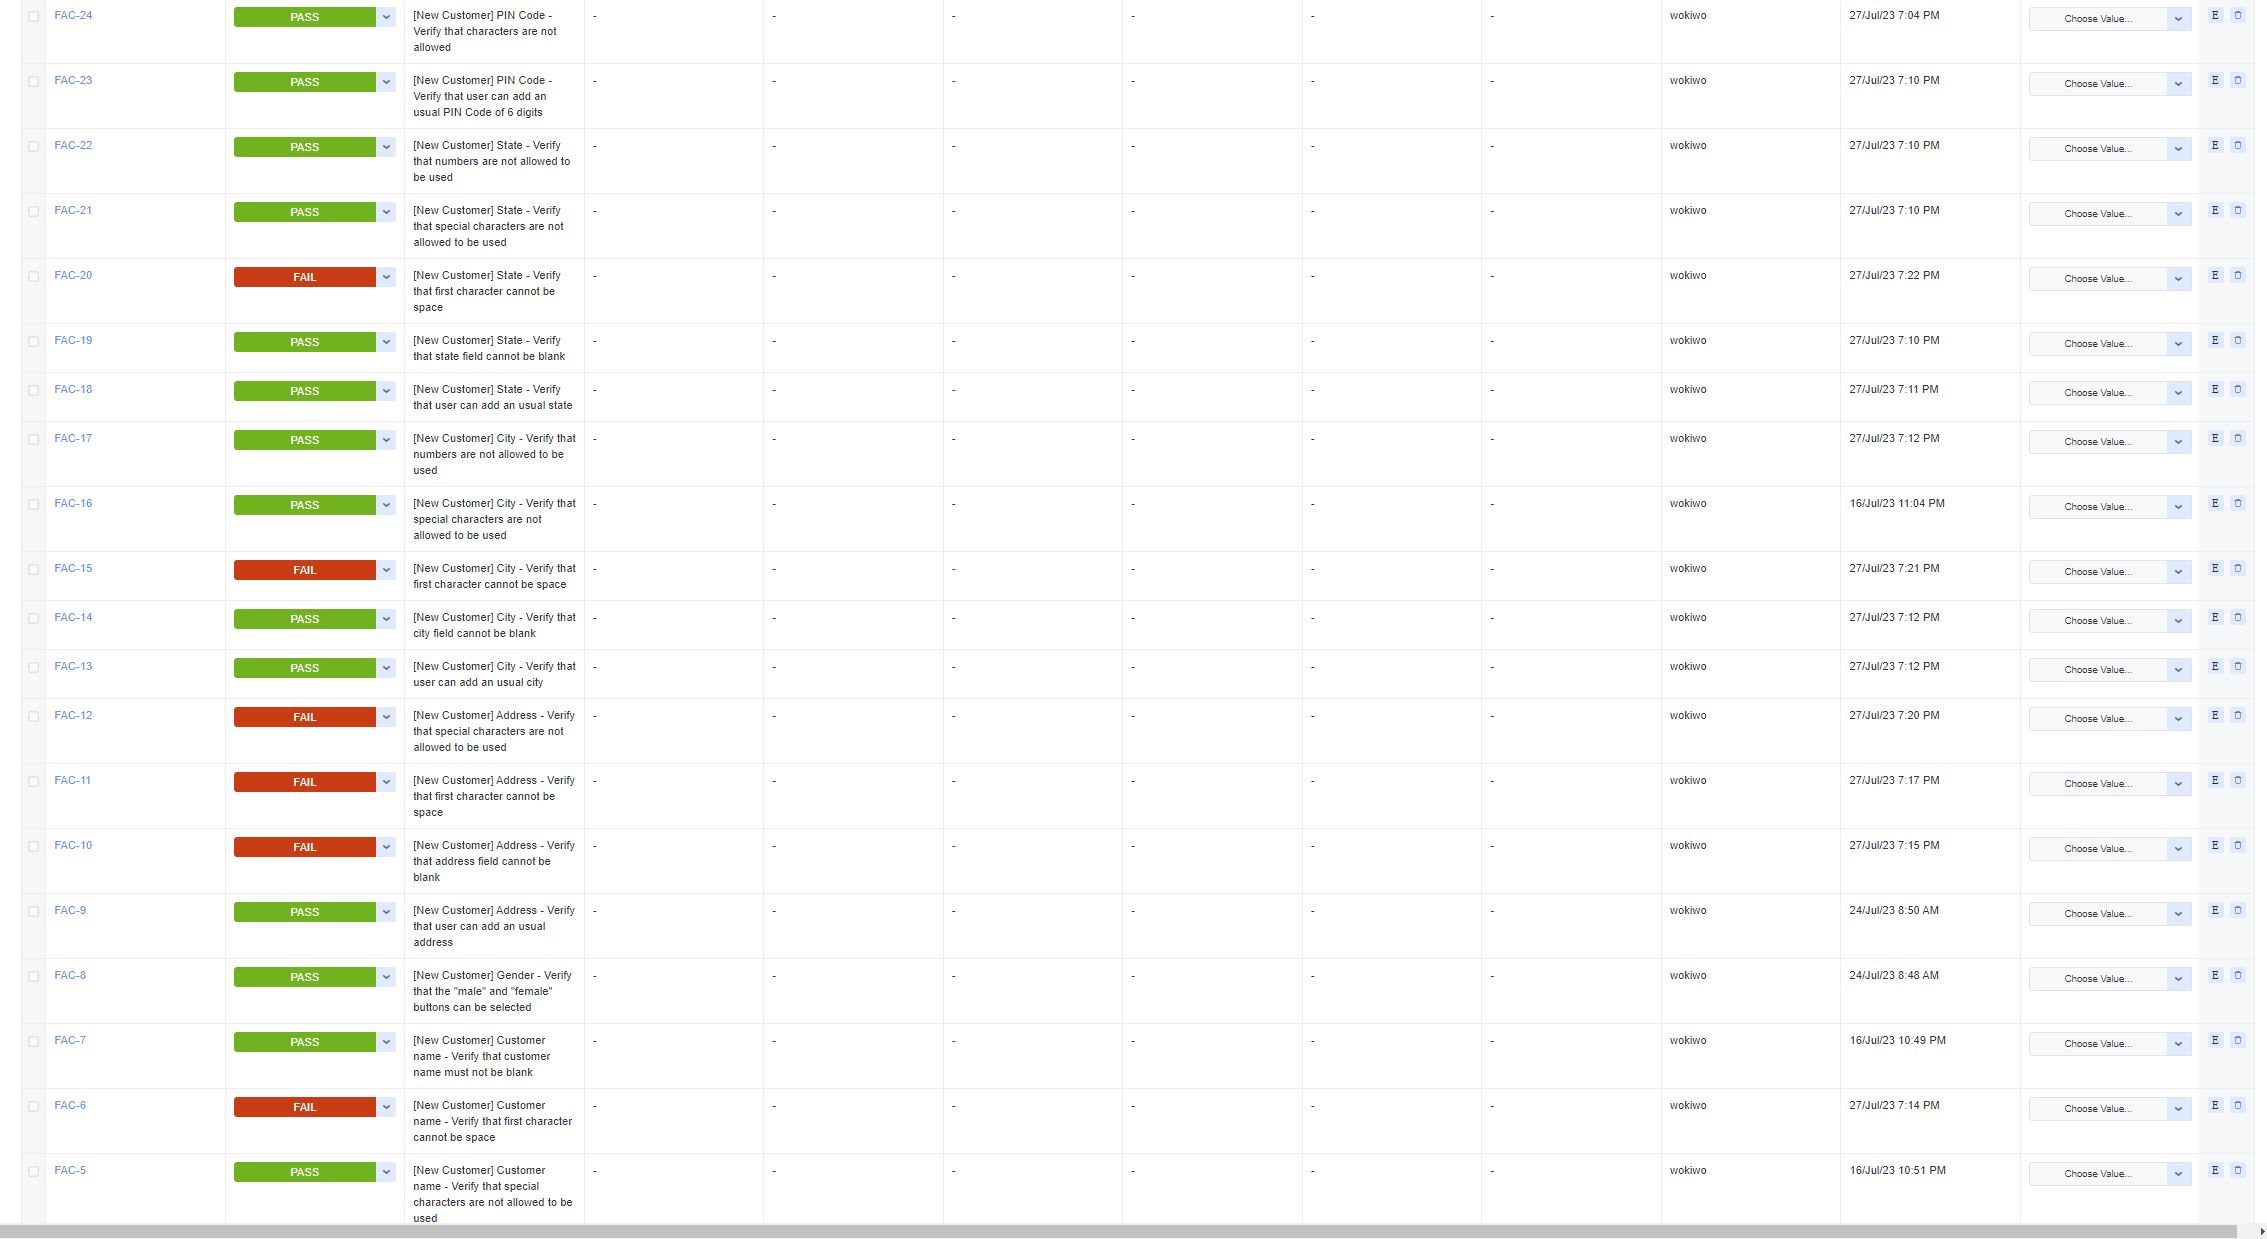 FAC-24 PASS [New Customer] PIN Code - - - - - - - wokiwo 27/Jul/23 7:04 PM Choose Value... E
Verify that characters are not
allowed
FAC-23 PASS [New Customer] PIN Code - - - - - - - wokiwo 27/Jul/23 7:10 PM Choose Value... E
Verify that user can add an
usual PIN Code of 6 digits
FAC-22 PASS [New Customer] State - Verify - - - - - - wokiwo 27/Jul/23 7:10 PM Choose Value... E
that numbers are not allowed to
be used
FAC-21 PASS [New Customer] State - Verify - - - - - - wokiwo 27/Jul/23 7:10 PM Choose Value... E
that special characters are not
allowed to be used
FAC-20 FAIL [New Customer] State - Verify - - - - - - wokiwo 27/Jul/23 7:22 PM Choose Value... E
that first character cannot be
space
FAC-19 PASS [New Customer] State - Verify - - - - - - wokiwo 27/Jul/23 7:10 PM Choose Value... E
that state field cannot be blank
FAC-18 PASS [New Customer] State - Verify - - - - - - wokiwo 27/Jul/23 7:11 PM Choose Value... E
that user can add an usual state
FAC-17 PASS [New Customer] City - Verify that - - - - - - wokiwo 27/Jul/23 7:12 PM Choose Value... E
numbers are not allowed to be
used
FAC-16 PASS [New Customer] City - Verify that - - - - - - wokiwo 16/Jul/23 11:04 PM Choose Value... E
special characters are not
allowed to be used
FAC-15 FAIL [New Customer] City - Verify that - - - - - - wokiwo 27/Jul/23 7:21 PM Choose Value... E
first character cannot be space
FAC-14 PASS [New Customer] City - Verify that - - - - - - wokiwo 27/Jul/23 7:12 PM Choose Value... E
city field cannot be blank
FAC-13 PASS [New Customer] City - Verify that - - - - - - wokiwo 27/Jul/23 7:12 PM Choose Value... E
user can add an usual city
FAC-12 FAIL [New Customer] Address - Verify - - - - - - wokiwo 27/Jul/23 7:20 PM Choose Value... E
that special characters are not
allowed to be used
FAC-11 FAIL [New Customer] Address - Verify - - - - - - wokiwo 27/Jul/23 7:17 PM Choose Value... E
that first character cannot be
space
FAC-10 FAIL [New Customer] Address - Verify - - - - - - wokiwo 27/Jul/23 7:15 PM Choose Value... E
that address field cannot be
blank
FAC-9 PASS [New Customer] Address - Verify - - - - - - wokiwo 24/Jul/23 8:50 AM Choose Value... E
that user can add an usual
address
FAC-8 PASS [New Customer] Gender - Verify - - - - - - wokiwo 24/Jul/23 8:48 AM Choose Value... E
that the "male" and "female"
buttons can be selected
FAC-7 PASS [New Customer] Customer - - - - - - wokiwo 16/Jul/23 10:49 PM Choose Value... E
name - Verify that customer
name must not be blank
FAC-6 FAIL [New Customer] Customer - - - - - - wokiwo 27/Jul/23 7:14 PM Choose Value... E
name - Verify that first character
cannot be space
FAC-5 PASS [New Customer] Customer - - - - - - wokiwo 16/Jul/23 10:51 PM Choose Value... E
name - Verify that special
characters are not allowed to be
used